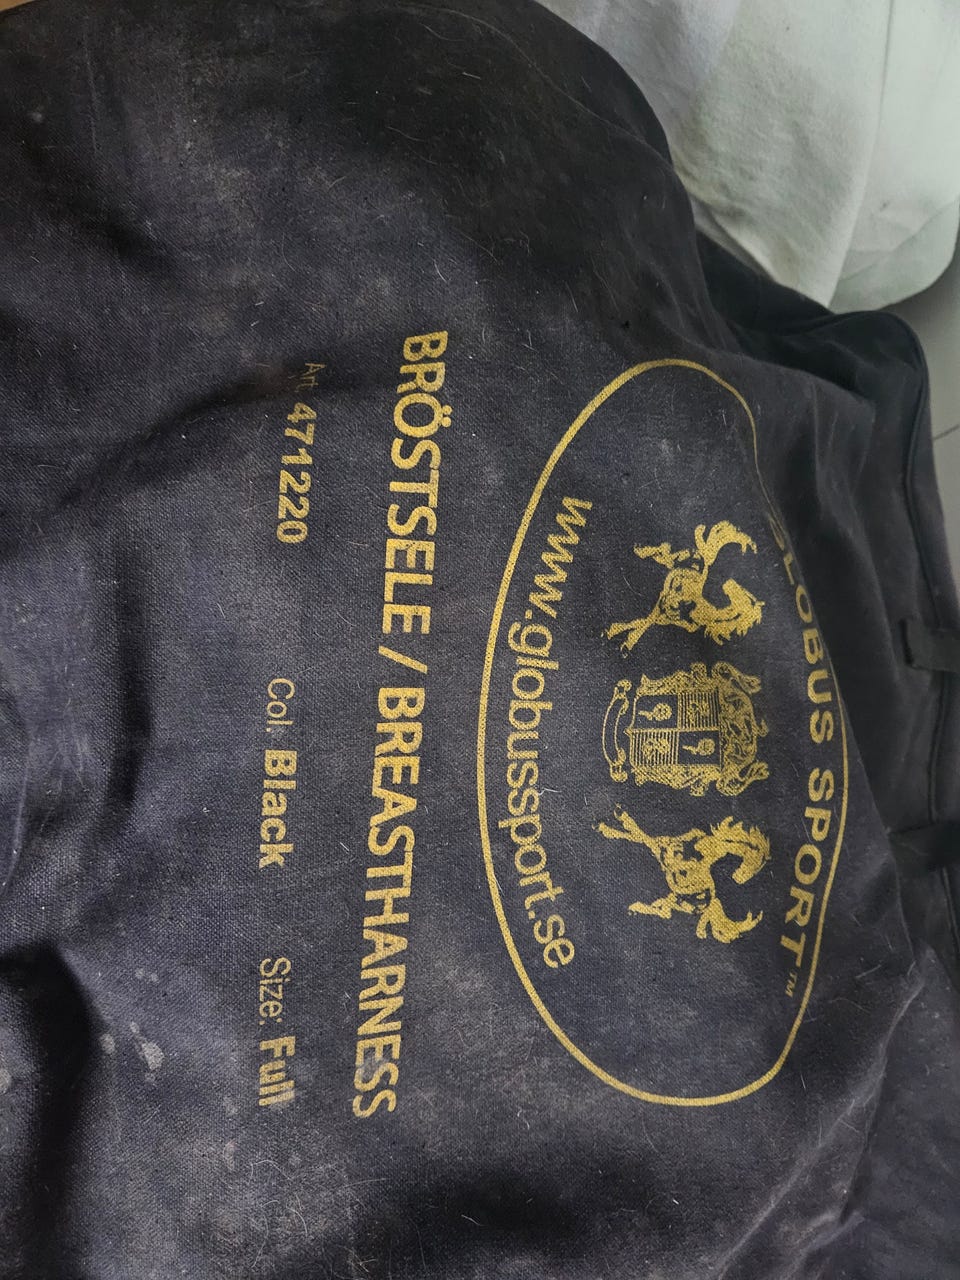 GLOBUS SPORT™
www.globussport.se
BRÖSTSELE / BREASTHARNESS
Art. 471220 Col. Black Size: Full